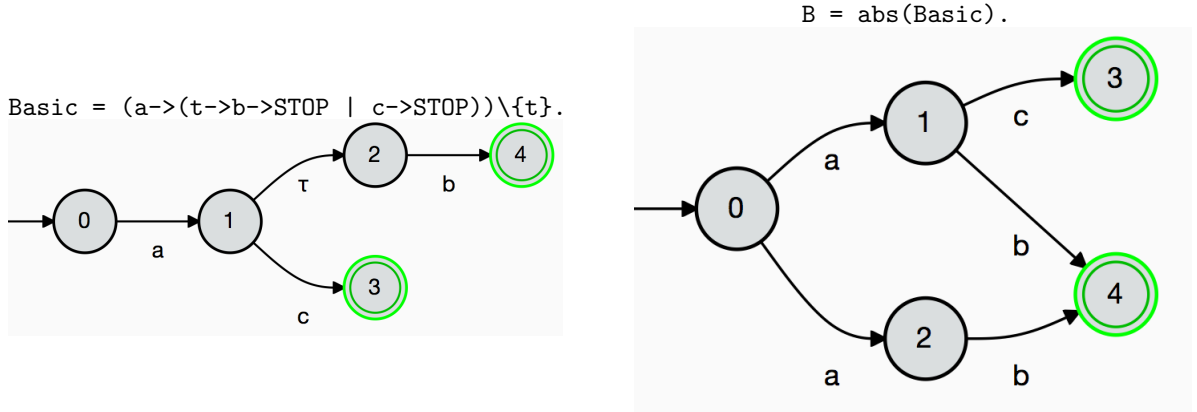 Basic = (a->(t->b->STOP | c->STOP))\{t}.
0
a
1
τ
2
b
4
c
3
B = abs(Basic).
0
a
1
c
3
b
4
a
2
b